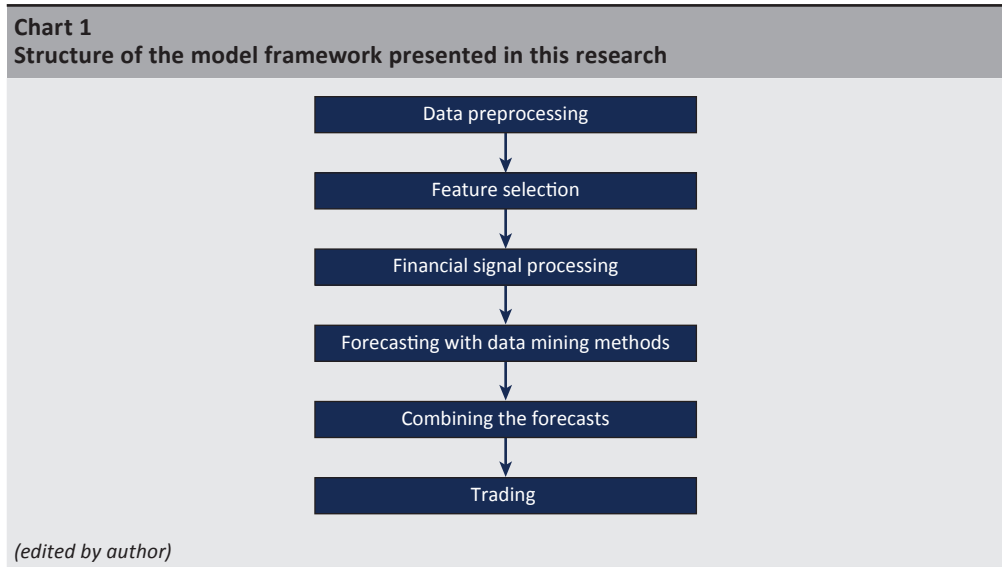 Chart 1
Structure of the model framework presented in this research
Data preprocessing
Feature selection
Financial signal processing
Forecasting with data mining methods
Combining the forecasts
Trading
(edited by author)